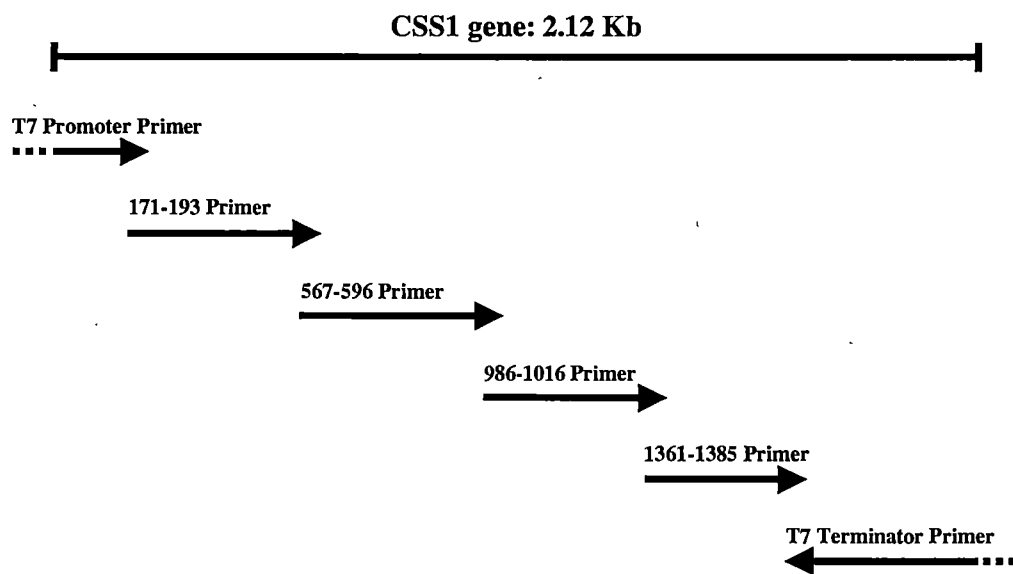 CSS1 gene: 2.12 Kb
T7 Promoter Primer
171-193 Primer
567-596 Primer
986-1016 Primer
1361-1385 Primer
T7 Terminator Primer